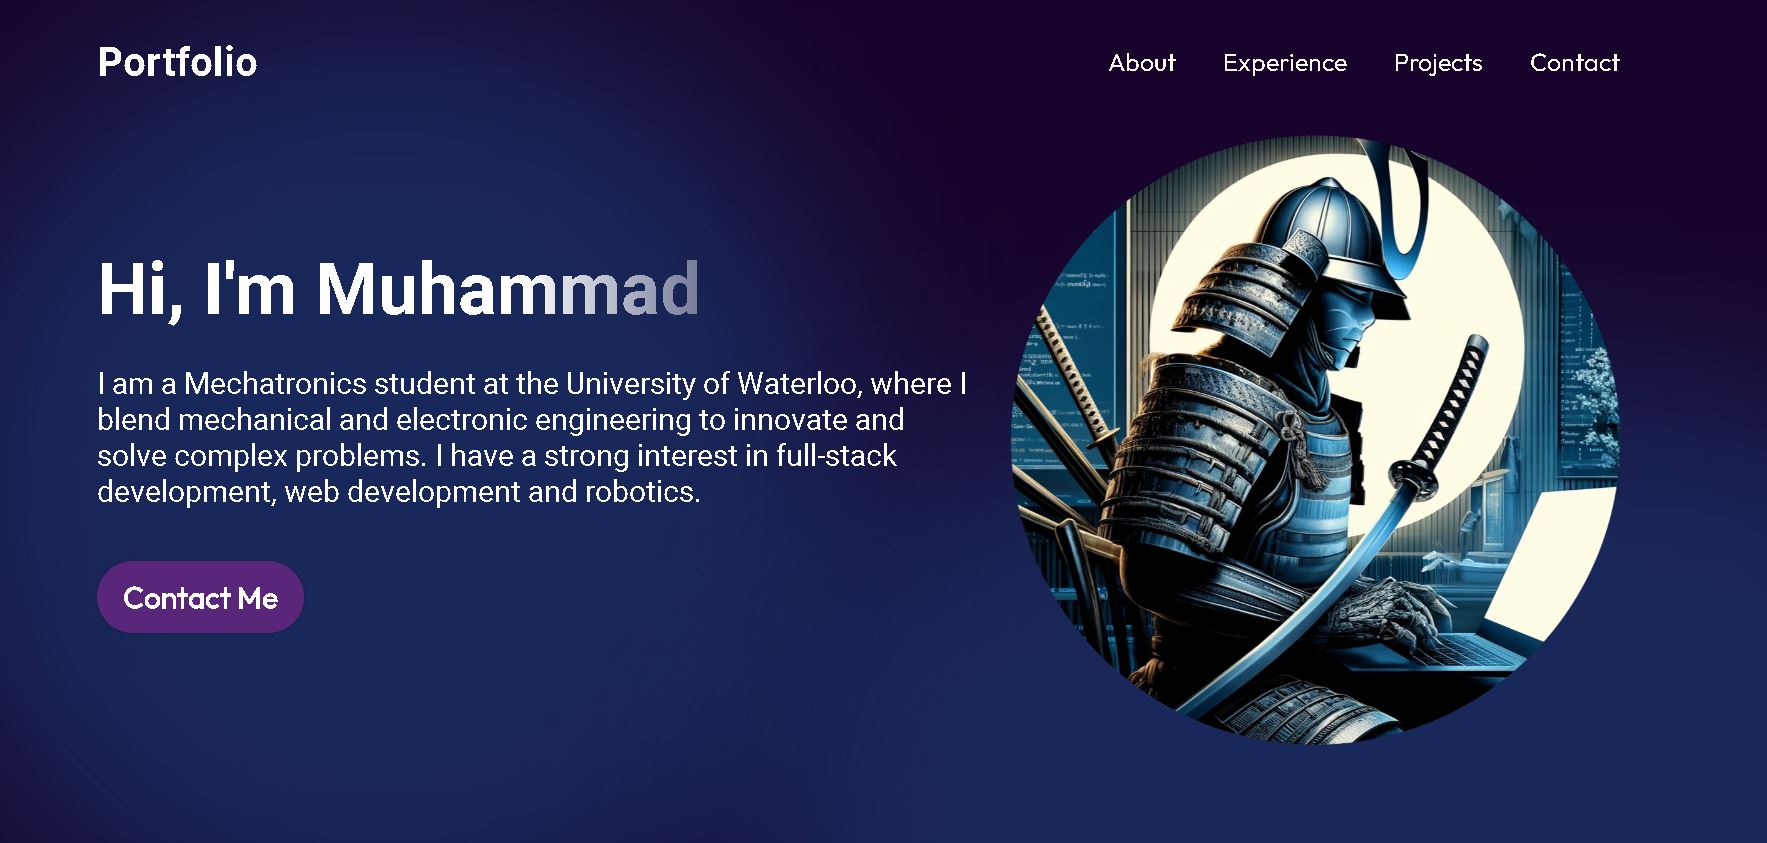 Portfolio
About
Experience
Projects
Contact
Hi, I'm Muhammad
I am a Mechatronics student at the University of Waterloo, where I
blend mechanical and electronic engineering to innovate and
solve complex problems. I have a strong interest in full-stack
development, web development and robotics.
Contact Me